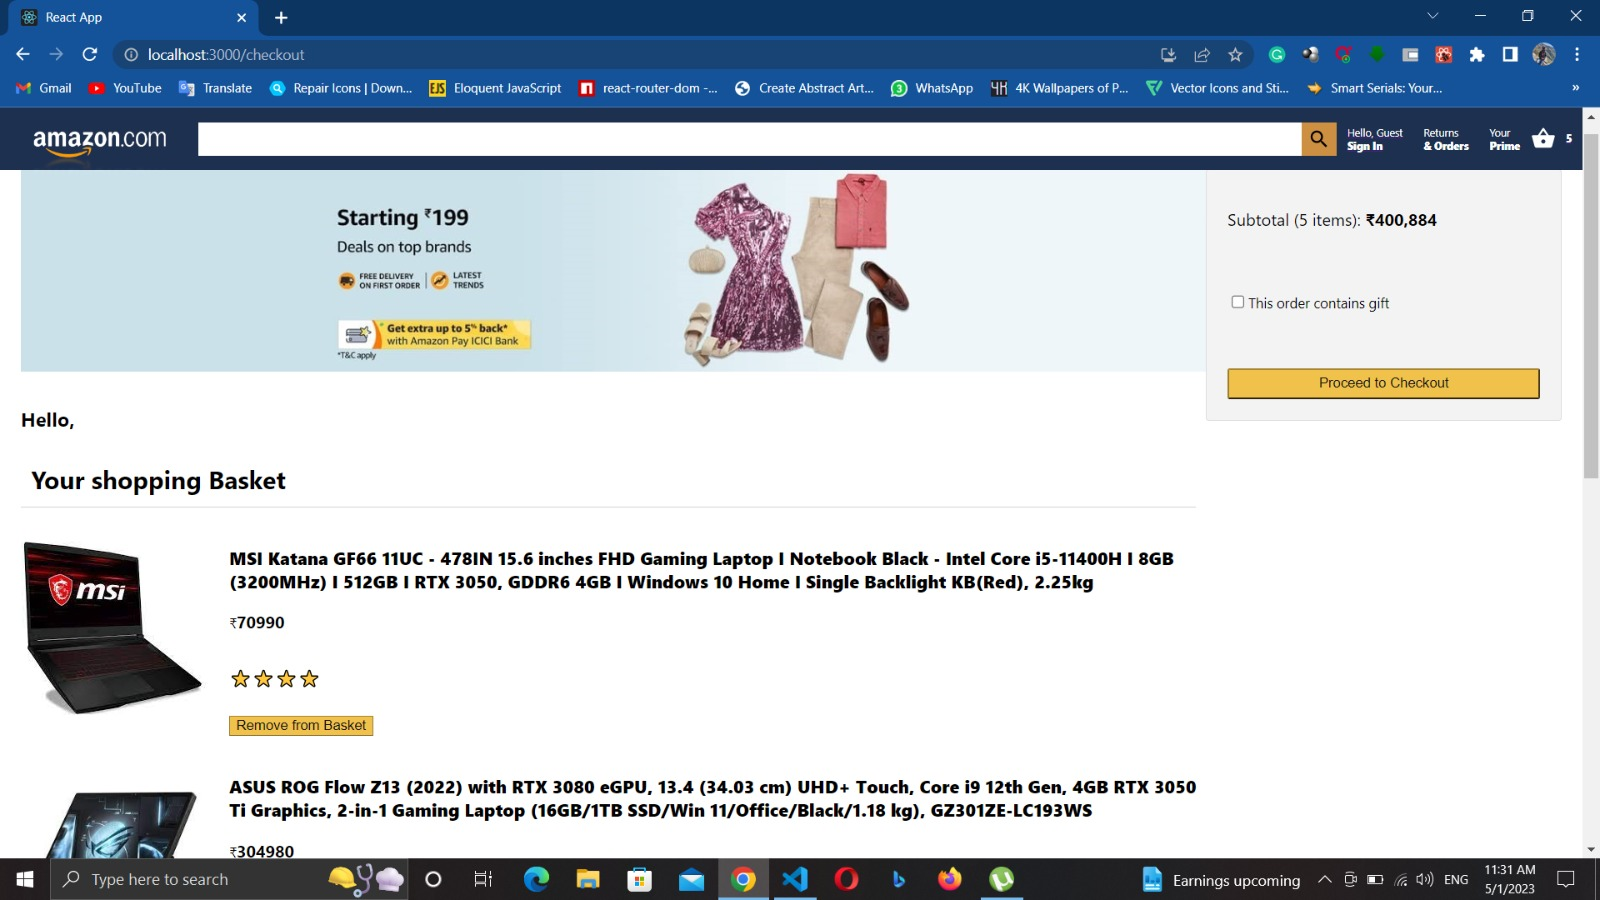 React App
localhost:3000/checkout
Gmail
YouTube
Translate
Repair Icons | Down...
EJS
Eloquent JavaScript
react-router-dom -...
Create Abstract Art...
3
WhatsApp
4K
4K Wallpapers of P...
Vector Icons and Sti...
Smart Serials: Your...
»
amazon.com
Hello, Guest
Sign In
Returns
& Orders
Your
Prime
5
Starting ₹199
Deals on top brands
FREE DELIVERY
ON FIRST ORDER
LATEST
TRENDS
Get extra up to 5% back*
with Amazon Pay ICICI Bank
*T&C apply
Subtotal (5 items): ₹400,884
This order contains gift
Proceed to Checkout
Hello,
Your shopping Basket
msi
MSI Katana GF66 11UC - 478IN 15.6 inches FHD Gaming Laptop I Notebook Black - Intel Core i5-11400H I 8GB
(3200MHz) I 512GB I RTX 3050, GDDR6 4GB I Windows 10 Home I Single Backlight KB(Red), 2.25kg
₹70990
Remove from Basket
ASUS ROG Flow Z13 (2022) with RTX 3080 eGPU, 13.4 (34.03 cm) UHD+ Touch, Core i9 12th Gen, 4GB RTX 3050
Ti Graphics, 2-in-1 Gaming Laptop (16GB/1TB SSD/Win 11/Office/Black/1.18 kg), GZ301ZE-LC193WS
₹304980
Type here to search
Earnings upcoming
ENG
11:31 AM
5/1/2023